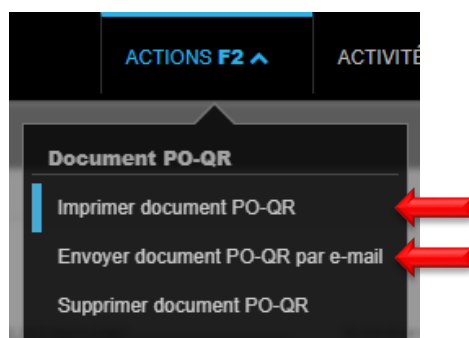 ACTIONS F2 ACTIVITÉ
Document PO-QR
Imprimer document PO-QR
Envoyer document PO-QR par e-mail
Supprimer document PO-QR